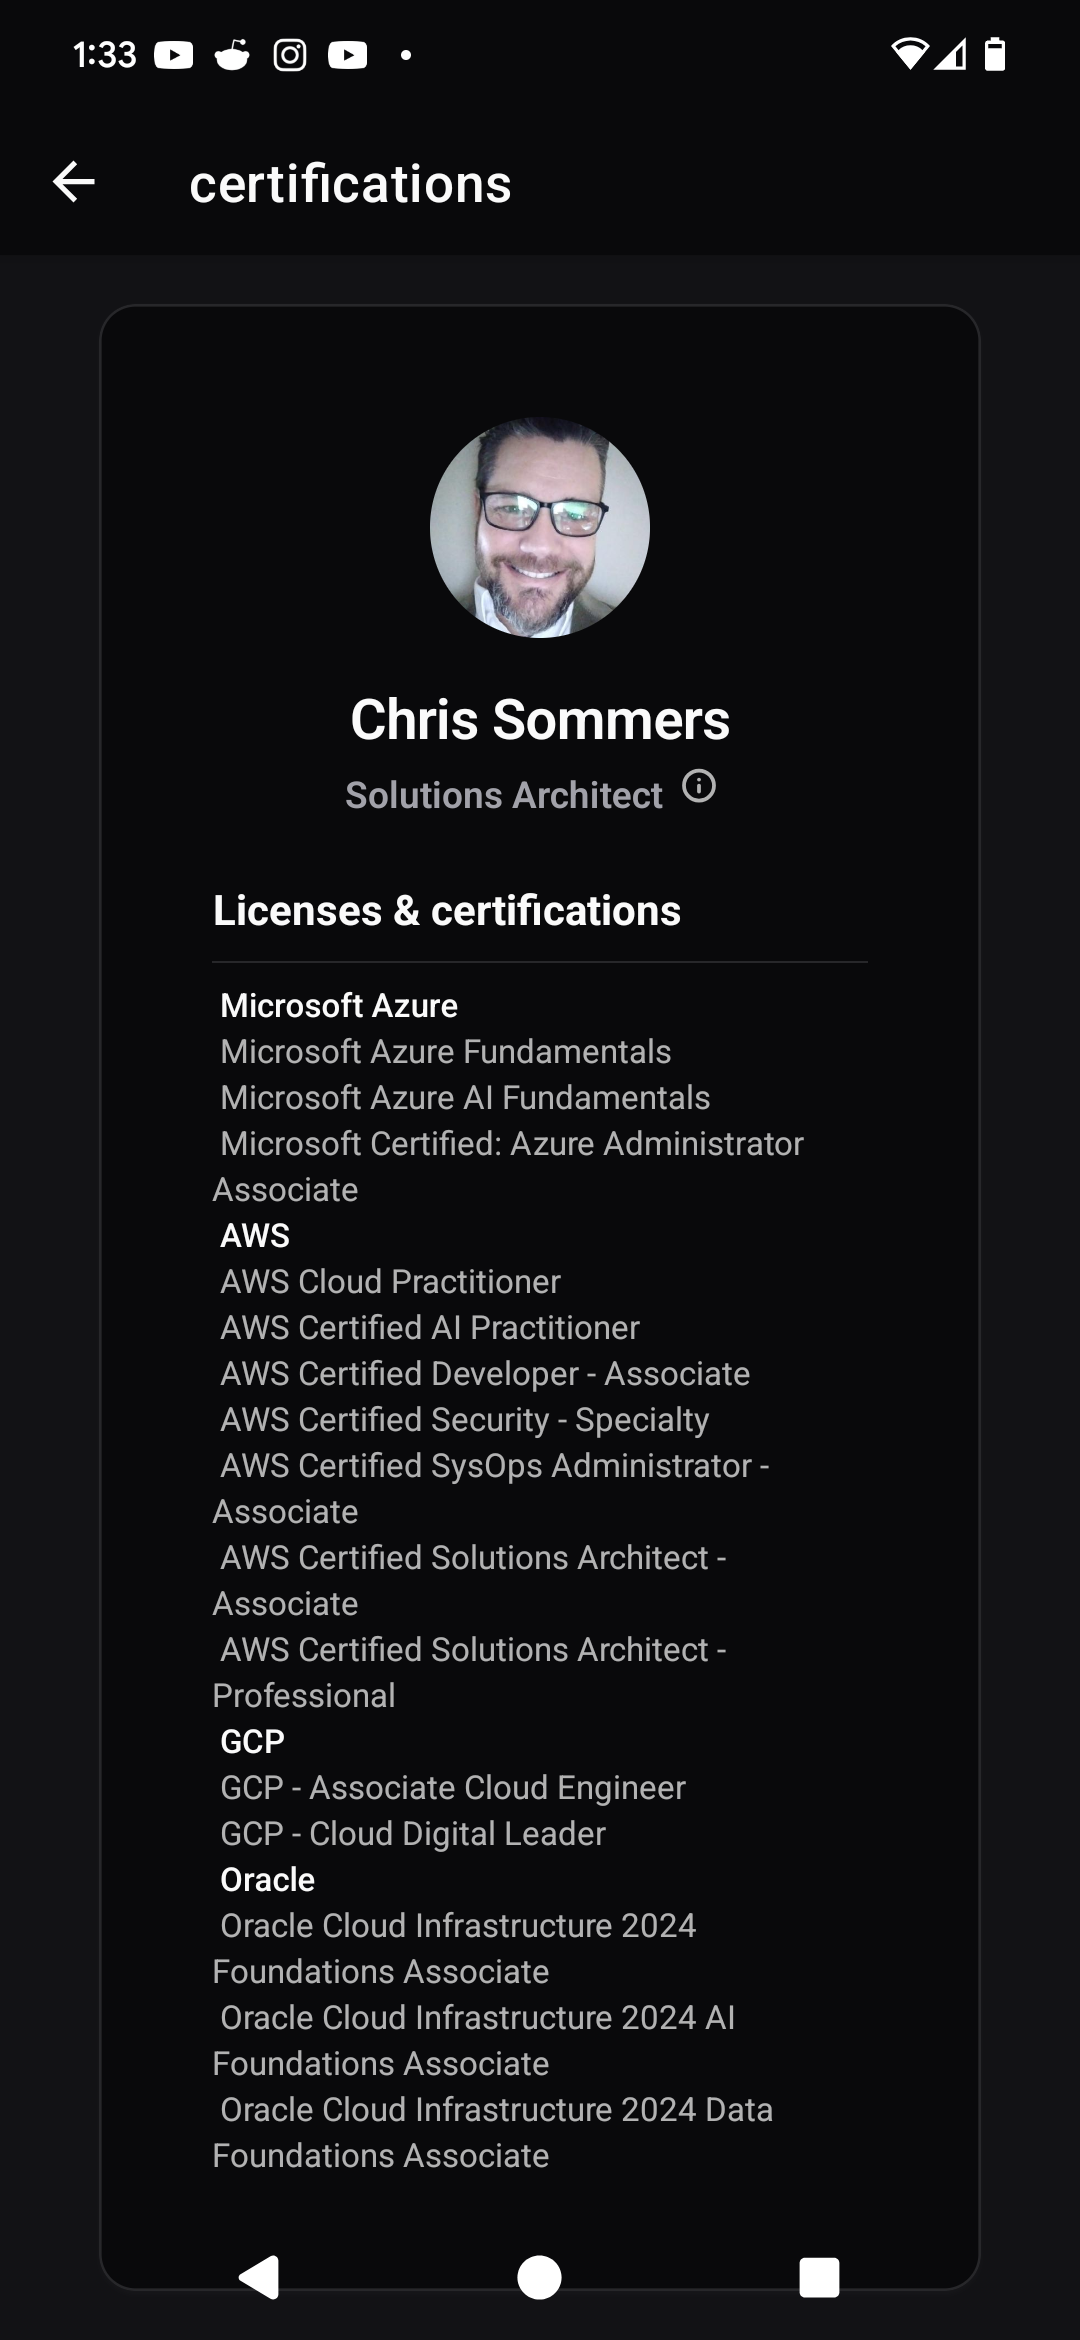 1:33
certifications
Chris Sommers
Solutions Architect
Licenses & certifications
Microsoft Azure
Microsoft Azure Fundamentals
Microsoft Azure AI Fundamentals
Microsoft Certified: Azure Administrator
Associate
AWS
AWS Cloud Practitioner
AWS Certified AI Practitioner
AWS Certified Developer - Associate
AWS Certified Security - Specialty
AWS Certified SysOps Administrator -
Associate
AWS Certified Solutions Architect -
Associate
AWS Certified Solutions Architect -
Professional
GCP
GCP - Associate Cloud Engineer
GCP - Cloud Digital Leader
Oracle
Oracle Cloud Infrastructure 2024
Foundations Associate
Oracle Cloud Infrastructure 2024 AI
Foundations Associate
Oracle Cloud Infrastructure 2024 Data
Foundations Associate